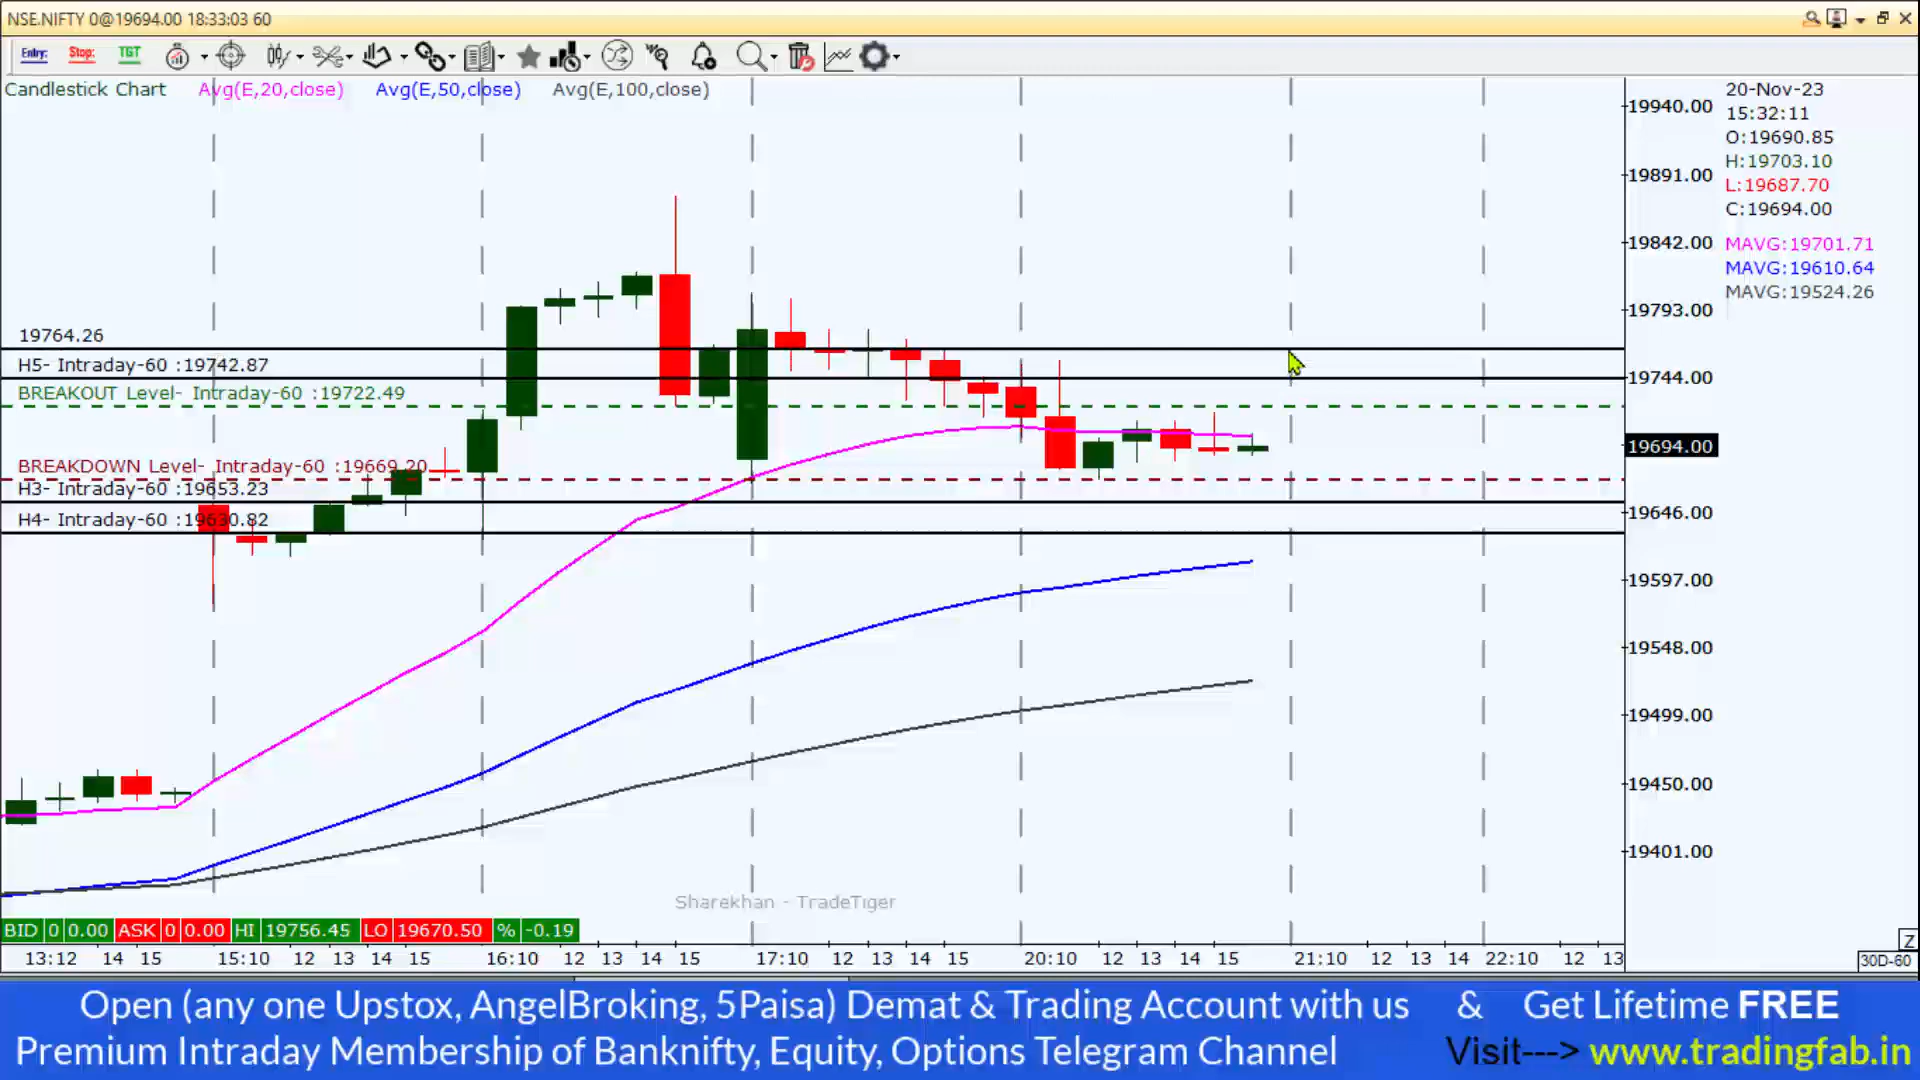 NSE.NIFTY 0@19694.00 18:33:03 60
Entry: Stop: TGT
Candlestick Chart Avg(E,20,close) Avg(E,50,close) Avg(E,100,close)
20-Nov-23
15:32:11
O:19690.85
H:19703.10
L:19687.70
C:19694.00
MAVG:19701.71
MAVG:19610.64
MAVG:19524.26
19940.00
19891.00
19842.00
19793.00
19744.00
19694.00
19646.00
19597.00
19548.00
19499.00
19450.00
19401.00
19764.26
H5- Intraday-60 :19742.87
BREAKOUT Level- Intraday-60 :19722.49
BREAKDOWN Level- Intraday-60 :19669.20
H3- Intraday-60 :19653.23
H4- Intraday-60 :19630.82
Sharekhan - TradeTiger
BID 0 0.00 ASK 0 0.00 HI 19756.45 LO 19670.50 % -0.19
Z
13:12 14 15 15:10 12 13 14 15 16:10 12 13 14 15 17:10 12 13 14 15 20:10 12 13 14 15 21:10 12 13 14 22:10 12 13
30D-60
Open (any one Upstox, AngelBroking, 5Paisa) Demat & Trading Account with us & Get Lifetime FREE
Premium Intraday Membership of Banknifty, Equity, Options Telegram Channel Visit---> www.tradingfab.in